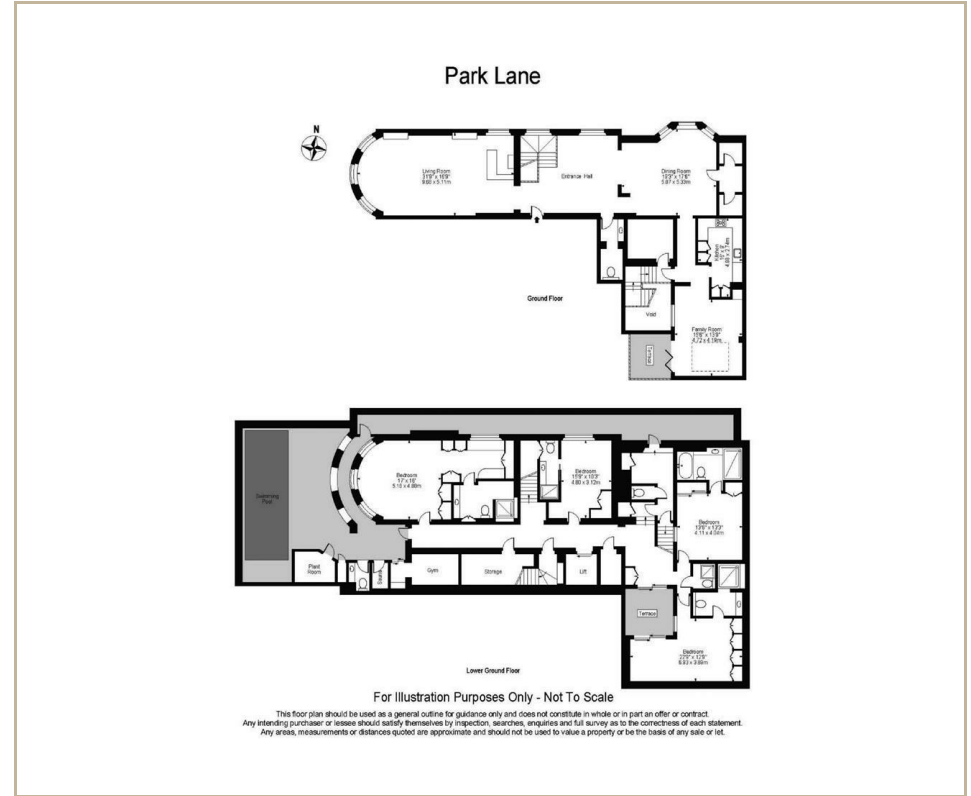 Park Lane
N
Living Room
Entrance Hall
Dining Room
Kitchen
Ground Floor
Void
Family Room
Terrace
Swimming Pool
Bedroom
Bedroom
Bedroom
Plant Room
Gym
Storage
Lift
Terrace
Bedroom
Lower Ground Floor
For Illustration Purposes Only - Not To Scale
This floor plan should be used as a general outline for guidance only and does not constitute in whole or in part an offer or contract.
Any intending purchaser or lessee should satisfy themselves by inspection, searches, enquiries and full survey as to the correctness of each statement.
Any areas, measurements or distances quoted are approximate and should not be used to value a property or be the basis of any sale or let.